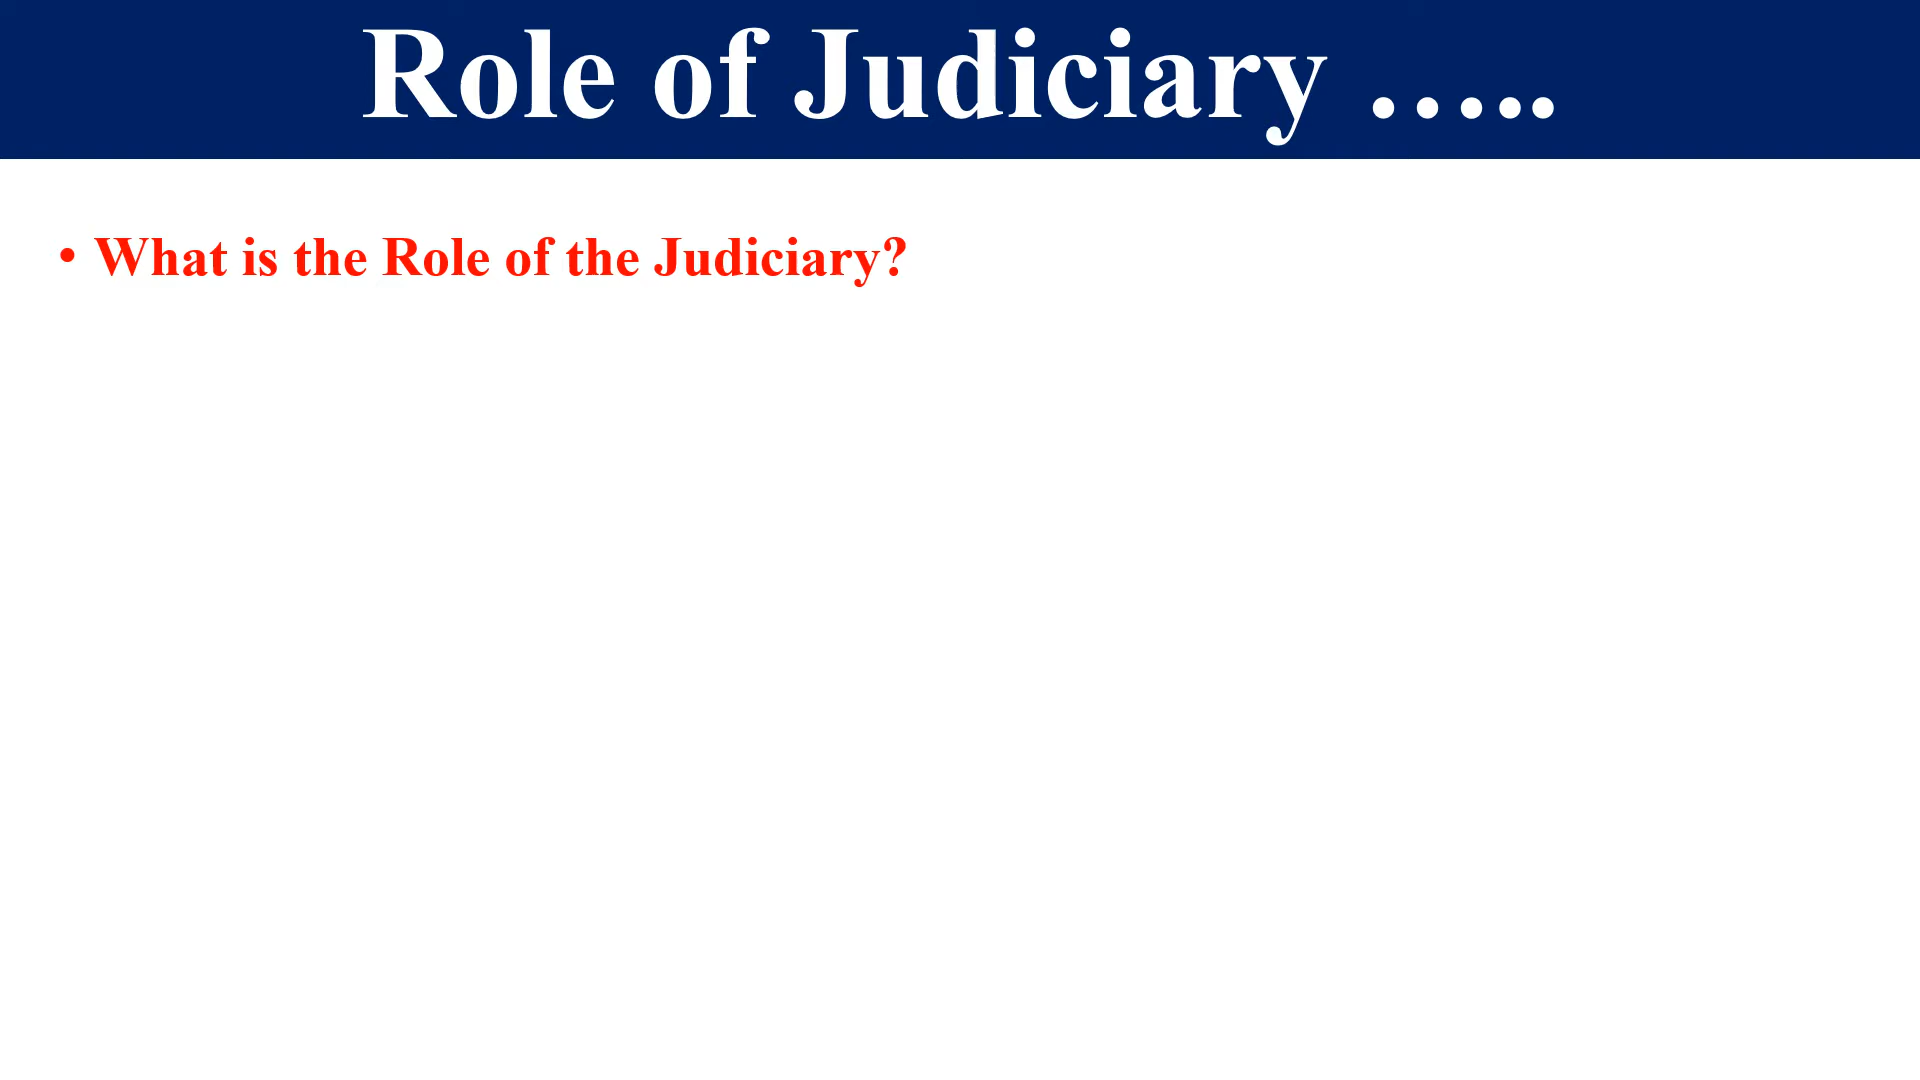 Role of Judiciary …..
• What is the Role of the Judiciary?